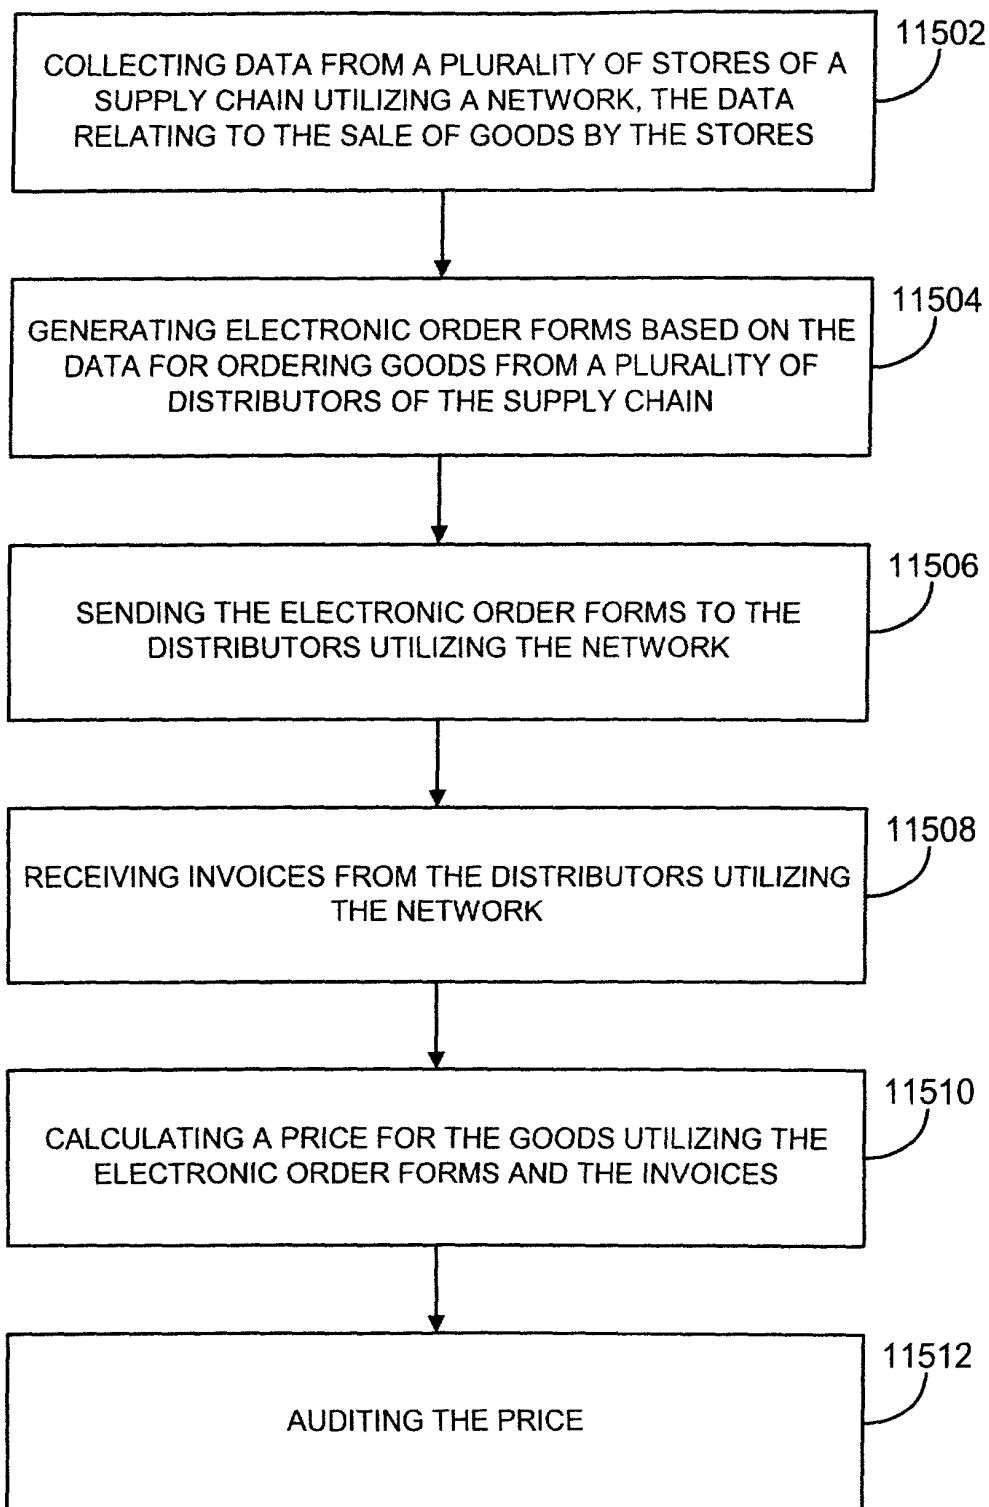 11502
COLLECTING DATA FROM A PLURALITY OF STORES OF A
SUPPLY CHAIN UTILIZING A NETWORK, THE DATA
RELATING TO THE SALE OF GOODS BY THE STORES
11504
GENERATING ELECTRONIC ORDER FORMS BASED ON THE
DATA FOR ORDERING GOODS FROM A PLURALITY OF
DISTRIBUTORS OF THE SUPPLY CHAIN
11506
SENDING THE ELECTRONIC ORDER FORMS TO THE
DISTRIBUTORS UTILIZING THE NETWORK
11508
RECEIVING INVOICES FROM THE DISTRIBUTORS UTILIZING
THE NETWORK
11510
CALCULATING A PRICE FOR THE GOODS UTILIZING THE
ELECTRONIC ORDER FORMS AND THE INVOICES
11512
AUDITING THE PRICE